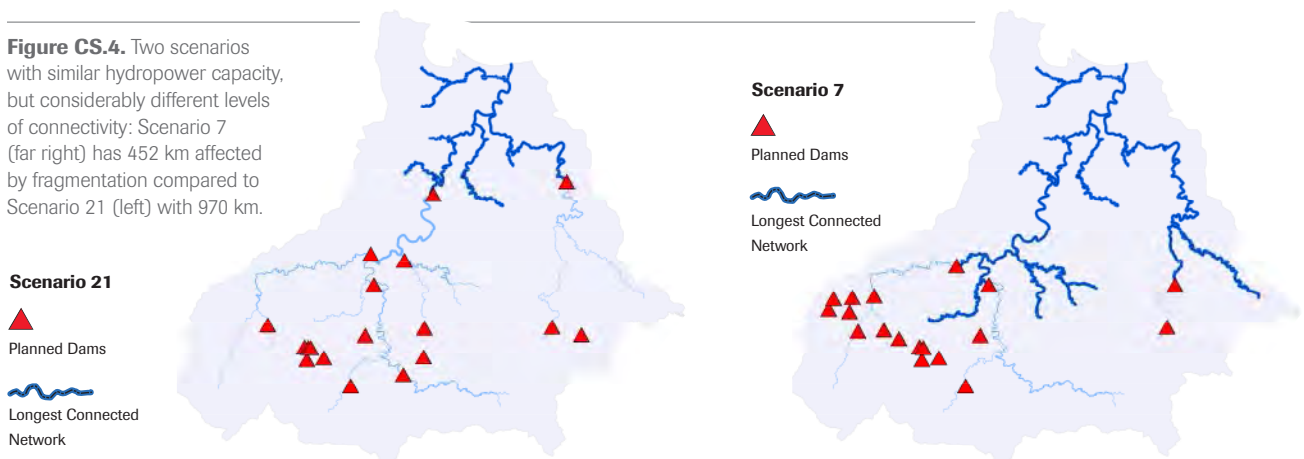 Figure CS.4. Two scenarios
with similar hydropower capacity,
but considerably different levels
of connectivity: Scenario 7
(far right) has 452 km affected
by fragmentation compared to
Scenario 21 (left) with 970 km.
Scenario 21
Planned Dams
Longest Connected
Network
Scenario 7
Planned Dams
Longest Connected
Network